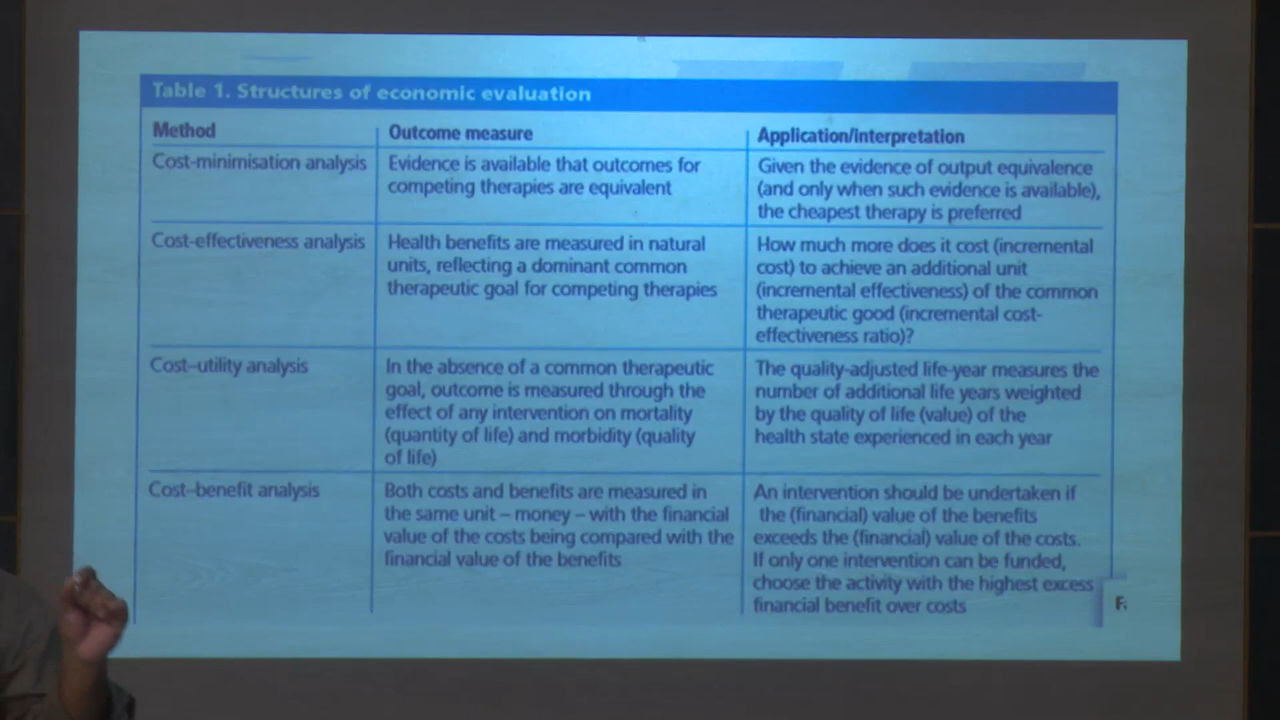 Table 1. Structures of economic evaluation
Method
Outcome measure
Application/interpretation
Cost-minimisation analysis
Evidence is available that outcomes for
competing therapies are equivalent
Given the evidence of output equivalence
(and only when such evidence is available),
the cheapest therapy is preferred
Cost-effectiveness analysis
Health benefits are measured in natural
units, reflecting a dominant common
therapeutic goal for competing therapies
How much more does it cost (incremental
cost) to achieve an additional unit
(incremental effectiveness) of the common
therapeutic good (incremental cost-
effectiveness ratio)?
Cost–utility analysis
In the absence of a common therapeutic
goal, outcome is measured through the
effect of any intervention on mortality
(quantity of life) and morbidity (quality
of life)
The quality-adjusted life-year measures the
number of additional life years weighted
by the quality of life (value) of the
health state experienced in each year
Cost–benefit analysis
Both costs and benefits are measured in
the same unit – money – with the financial
value of the costs being compared with the
financial value of the benefits
An intervention should be undertaken if
the (financial) value of the benefits
exceeds the (financial) value of the costs.
If only one intervention can be funded,
choose the activity with the highest excess
financial benefit over costs